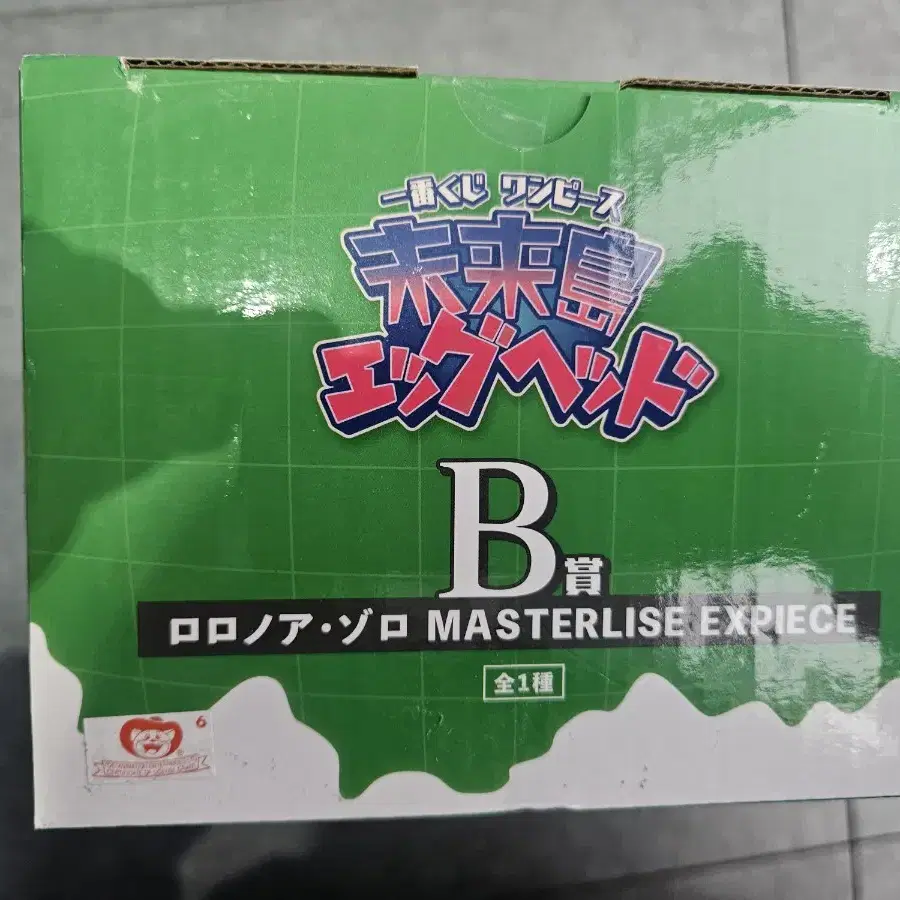 一番くじ ワンピース
未来島
エッグヘッド
B賞
ロロノア・ゾロ MASTERLISE EXPIECE
全1種
6